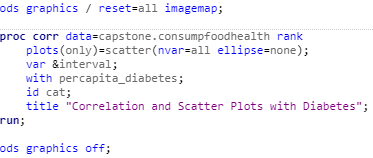 ods graphics / reset=all imagemap;
proc corr data=capstone.consumpfoodhealth rank
plots(only)=scatter(nvar=all ellipse=none);
var &interval;
with percapita_diabetes;
id cat;
title "Correlation and Scatter Plots with Diabetes";
run;
ods graphics off;